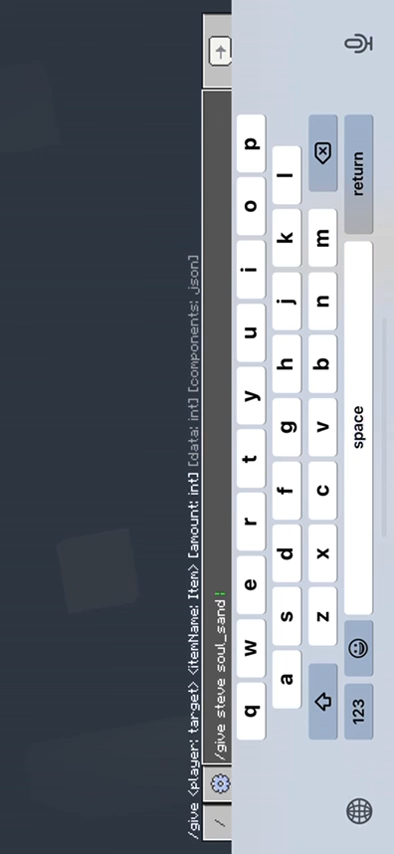 /give <player: target> <itemName: Item> [amount: int] [data: int] [components: json]
/
/give steve soul_sand
q w e r t y u i o p
a s d f g h j k l
z x c v b n m
123 space return